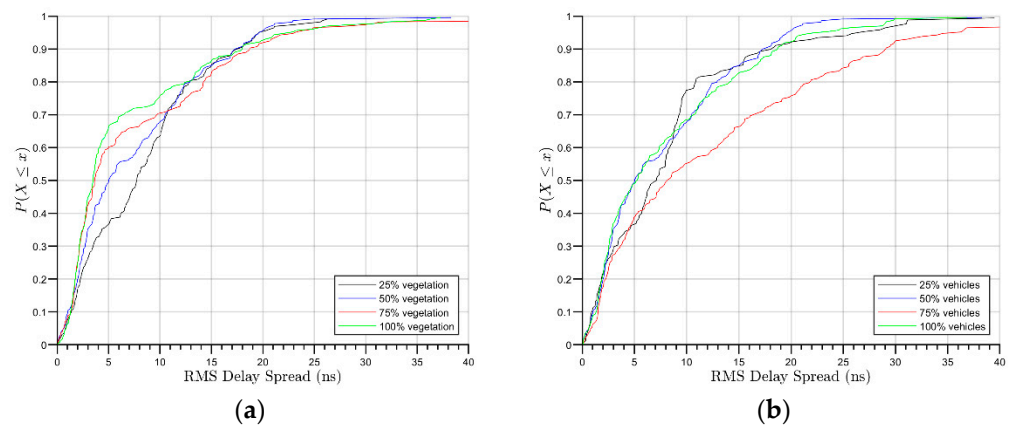 1
0.9
0.8
0.7
0.6
0.5
0.4
0.3
0.2
0.1
0
P(X ≤ x)
25% vegetation
50% vegetation
75% vegetation
100% vegetation
0 5 10 15 20 25 30 35 40
RMS Delay Spread (ns)
(a)
1
0.9
0.8
0.7
0.6
0.5
0.4
0.3
0.2
0.1
0
P(X ≤ x)
25% vehicles
50% vehicles
75% vehicles
100% vehicles
0 5 10 15 20 25 30 35 40
RMS Delay Spread (ns)
(b)